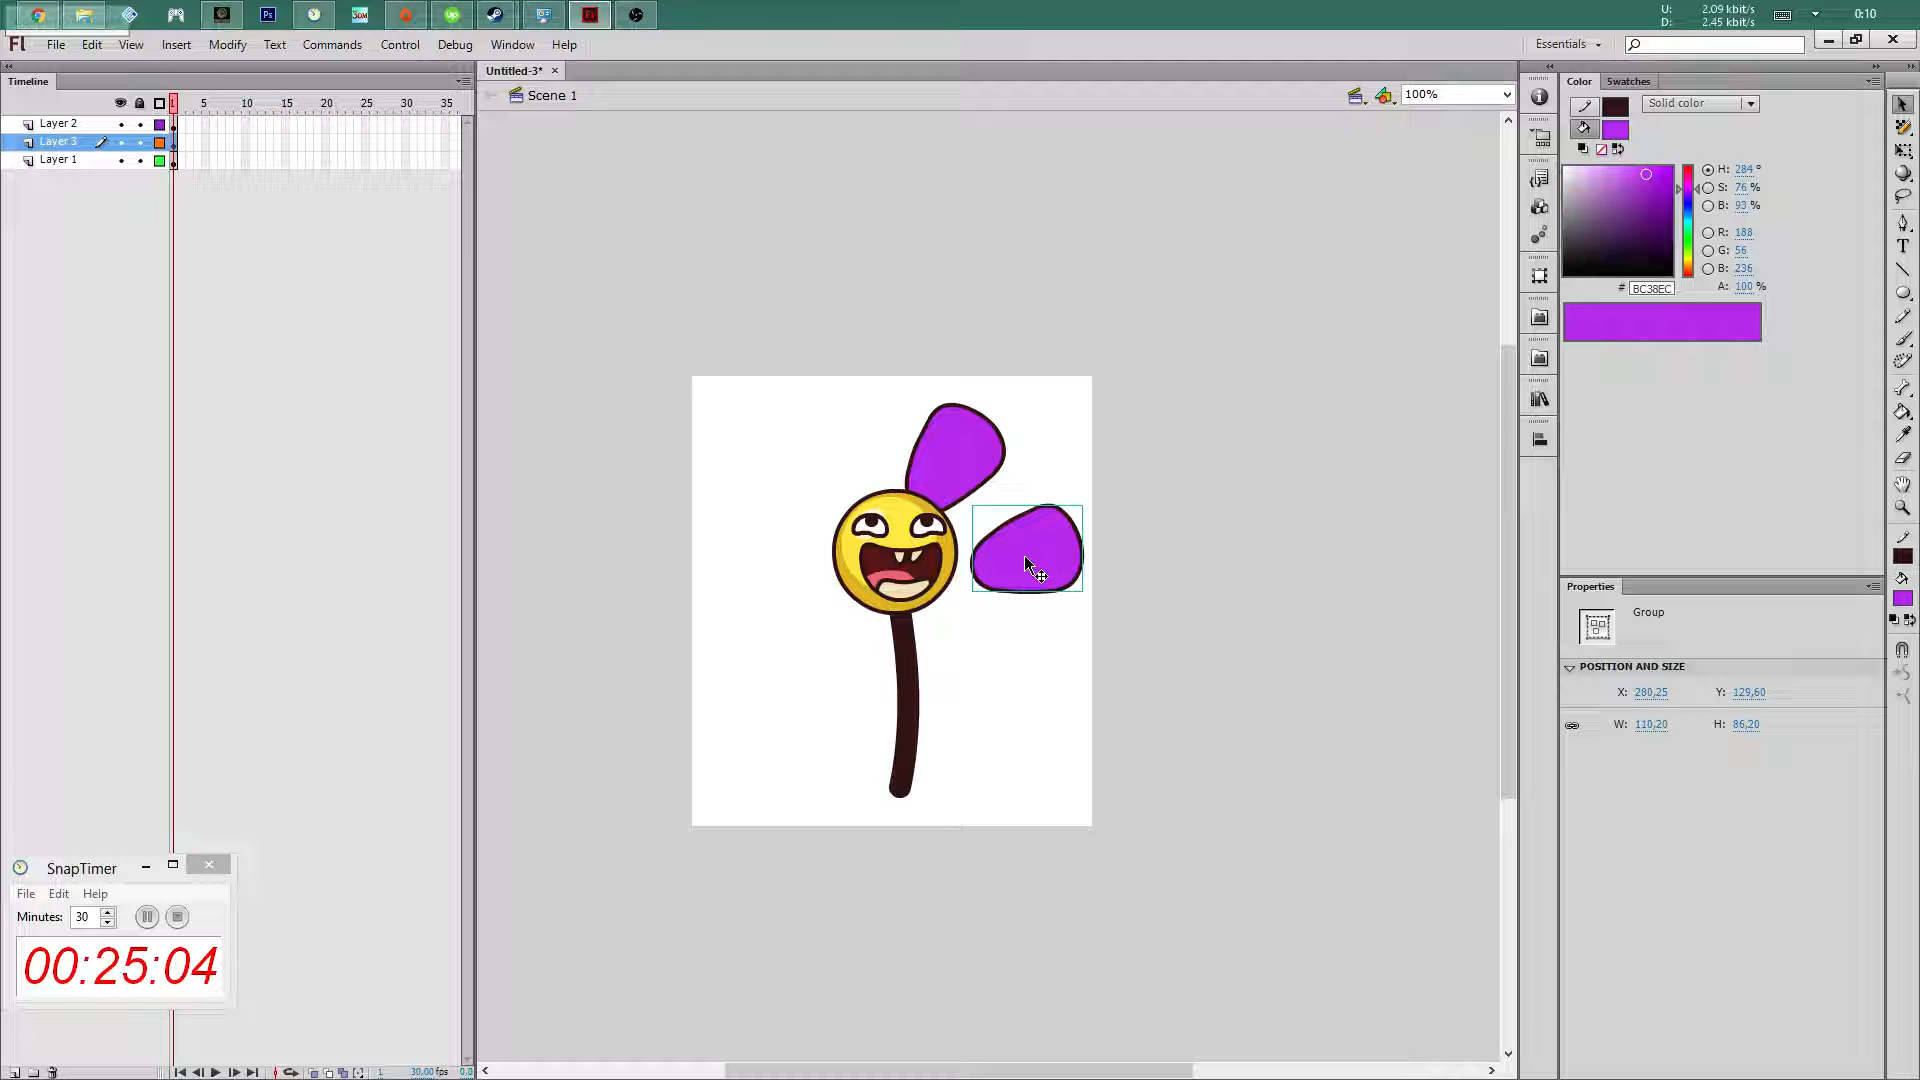 U: 2.09 kbit/s
D: 2.45 kbit/s
0:10
Fl File Edit View Insert Modify Text Commands Control Debug Window Help
Essentials
Timeline
Untitled-3*
Scene 1
100%
1 5 10 15 20 25 30 35
Layer 2
Layer 3
Layer 1
Color Swatches
Solid color
H: 284 °
S: 76 %
B: 93 %
R: 188
G: 56
B: 236
A: 100 %
# BC38EC
Properties
Group
POSITION AND SIZE
X: 280,25 Y: 129,60
W: 110,20 H: 86,20
SnapTimer
File Edit Help
Minutes: 30
00:25:04
1 30,00 fps 0,0